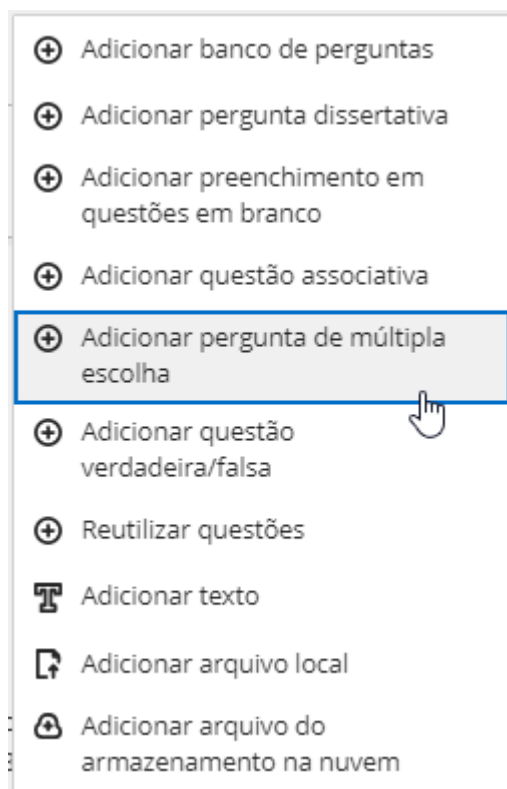 Adicionar banco de perguntas
Adicionar pergunta dissertativa
Adicionar preenchimento em
questões em branco
Adicionar questão associativa
Adicionar pergunta de múltipla
escolha
Adicionar questão
verdadeira/falsa
Reutilizar questões
Adicionar texto
Adicionar arquivo local
Adicionar arquivo do
armazenamento na nuvem